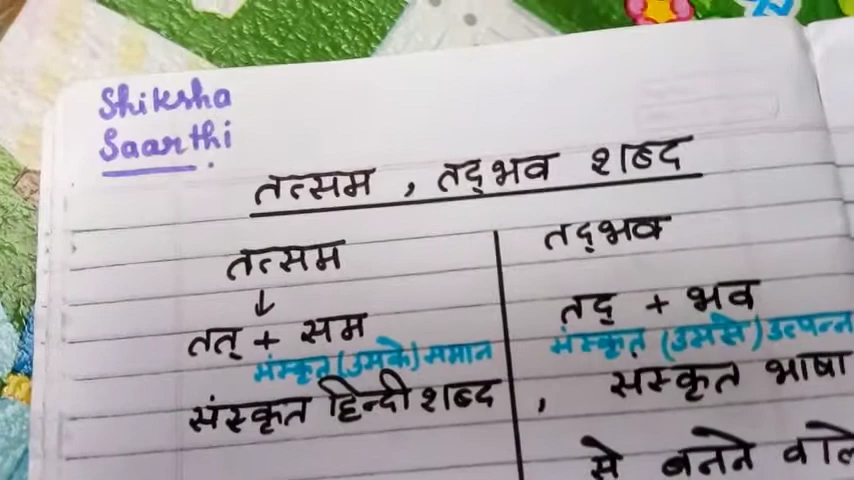 Shiksha
Saarthi
तत्सम , तद्भव शब्द
तत्सम
↓
तत् + सम
संस्कृत (उसके) समान
संस्कृत हिन्दी शब्द ,
तद्भव
तद् + भव
संस्कृत (उससे) उत्पन्न
संस्कृत भाषा
से बनने वाले